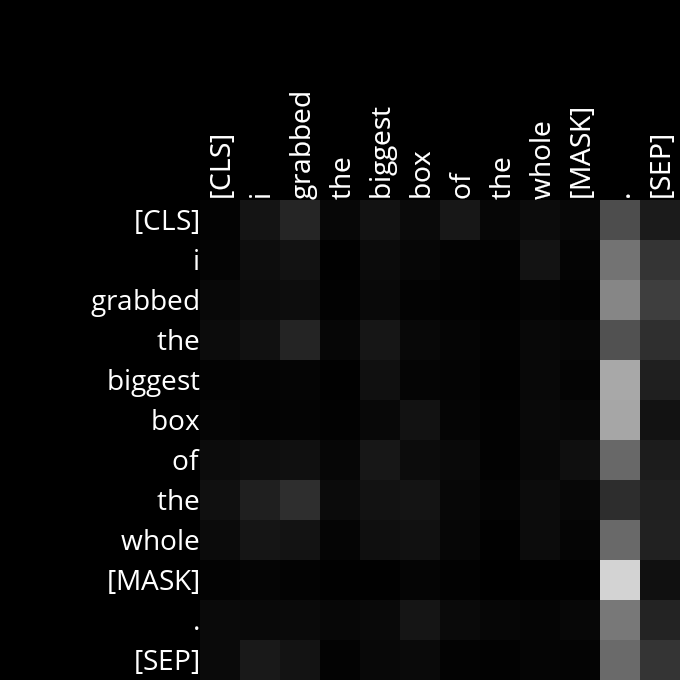 [CLS] i grabbed the biggest box of the whole [MASK] . [SEP]
[CLS]
i
grabbed
the
biggest
box
of
the
whole
[MASK]
.
[SEP]